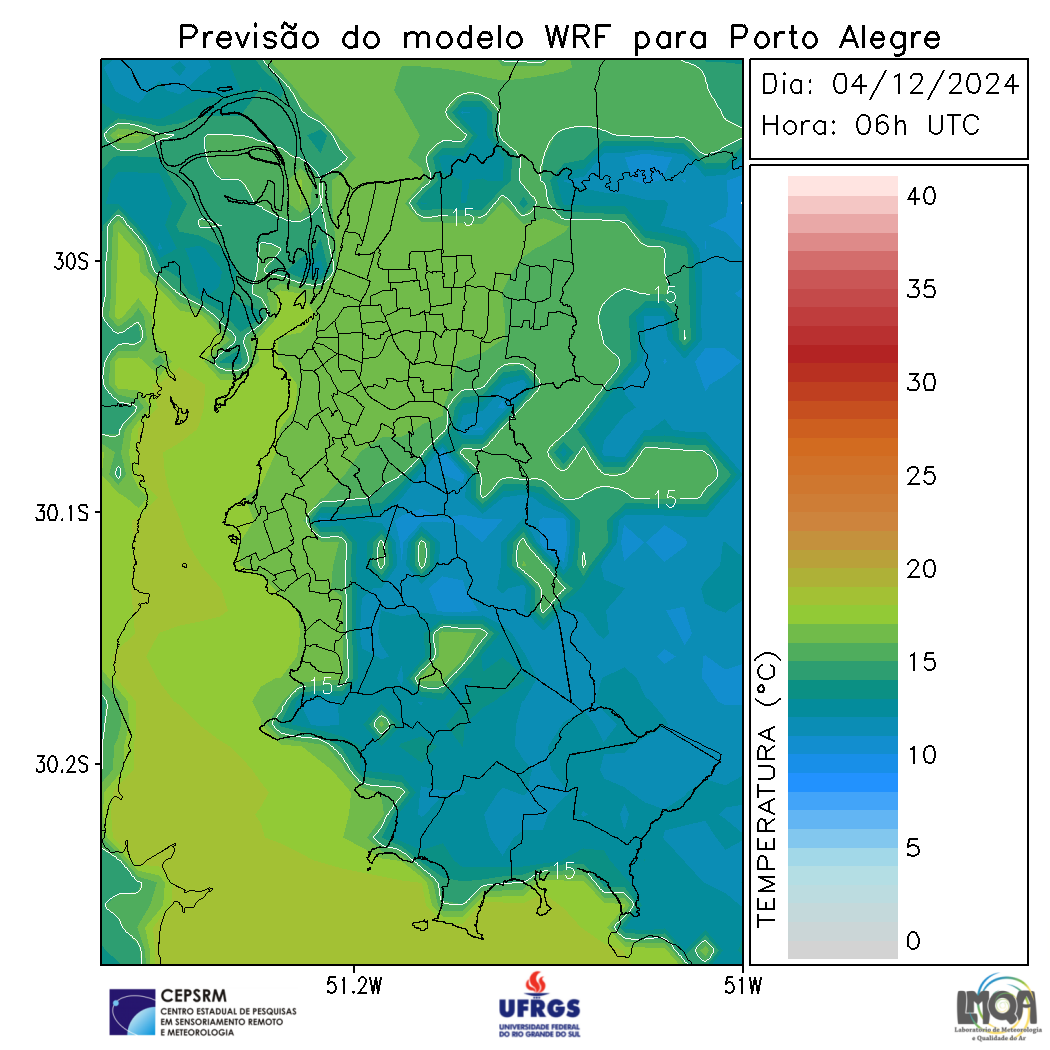 Previsão do modelo WRF para Porto Alegre
Dia: 04/12/2024
Hora: 06h UTC
40
35
30
25
20
15
10
5
0
TEMPERATURA (°C)
30S
30.1S
30.2S
51.2W
51W
15
15
15
15
15
CEPSRM
CENTRO ESTADUAL DE PESQUISAS
EM SENSORIAMENTO REMOTO
E METEOROLOGIA
UFRGS
UNIVERSIDADE FEDERAL
DO RIO GRANDE DO SUL
LMQA
Laboratório de Meteorologia
e Qualidade do Ar